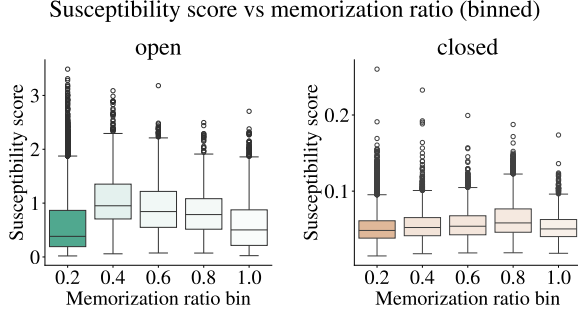 Susceptibility score vs memorization ratio (binned)
open
closed
Susceptibility score
3
2
1
0
0.2 0.4 0.6 0.8 1.0
Memorization ratio bin
Susceptibility score
0.2
0.1
0.2 0.4 0.6 0.8 1.0
Memorization ratio bin